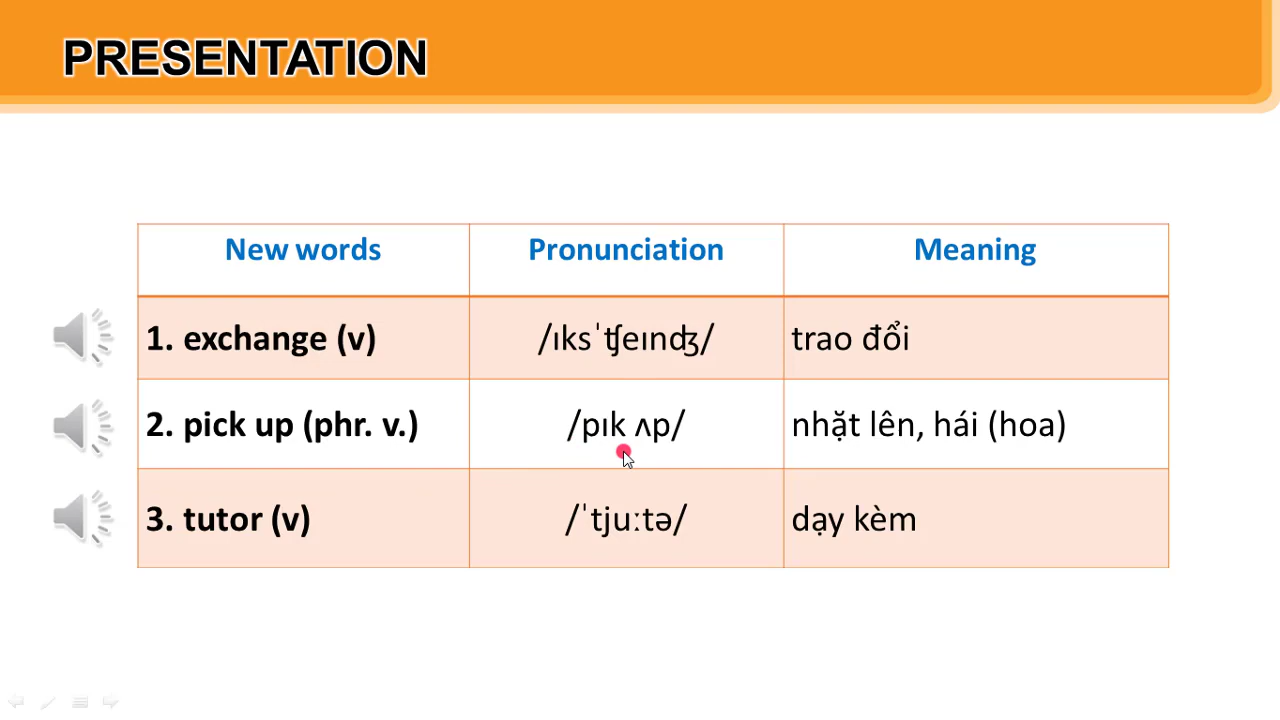 PRESENTATION
New words Pronunciation Meaning
1. exchange (v) /ɪksˈʧeɪnʤ/ trao đổi
2. pick up (phr. v.) /pɪk ʌp/ nhặt lên, hái (hoa)
3. tutor (v) /ˈtjuːtə/ dạy kèm